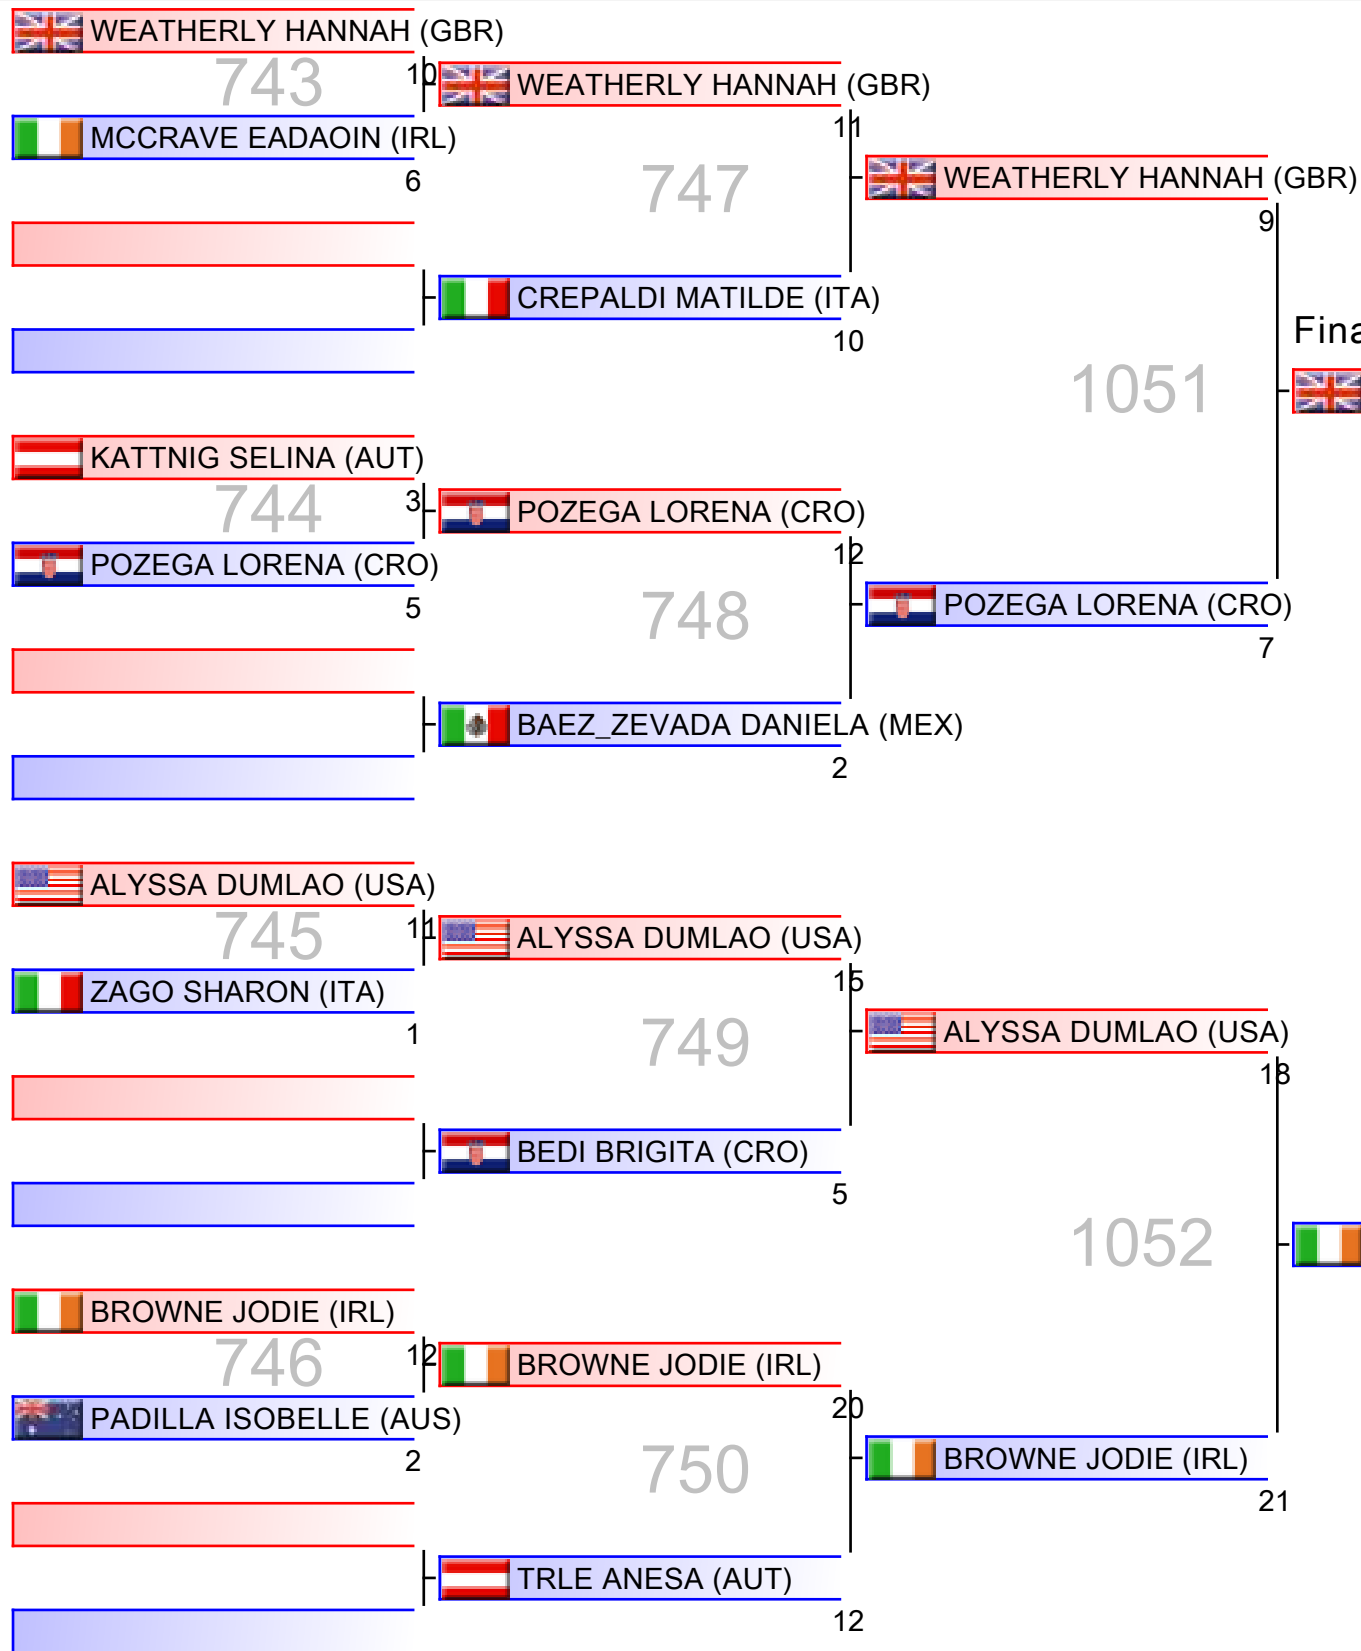 WEATHERLY HANNAH (GBR)
743
10
MCCRAVE EADAOIN (IRL)
6
WEATHERLY HANNAH (GBR)
11
747
CREPALDI MATILDE (ITA)
10
WEATHERLY HANNAH (GBR)
9
1051
Fina
KATTNIG SELINA (AUT)
744
3
POZEGA LORENA (CRO)
5
POZEGA LORENA (CRO)
12
748
BAEZ_ZEVADA DANIELA (MEX)
2
POZEGA LORENA (CRO)
7
ALYSSA DUMLAO (USA)
745
11
ZAGO SHARON (ITA)
1
ALYSSA DUMLAO (USA)
15
749
BEDI BRIGITA (CRO)
5
ALYSSA DUMLAO (USA)
18
1052
BROWNE JODIE (IRL)
746
12
PADILLA ISOBELLE (AUS)
2
BROWNE JODIE (IRL)
20
750
TRLE ANESA (AUT)
12
BROWNE JODIE (IRL)
21